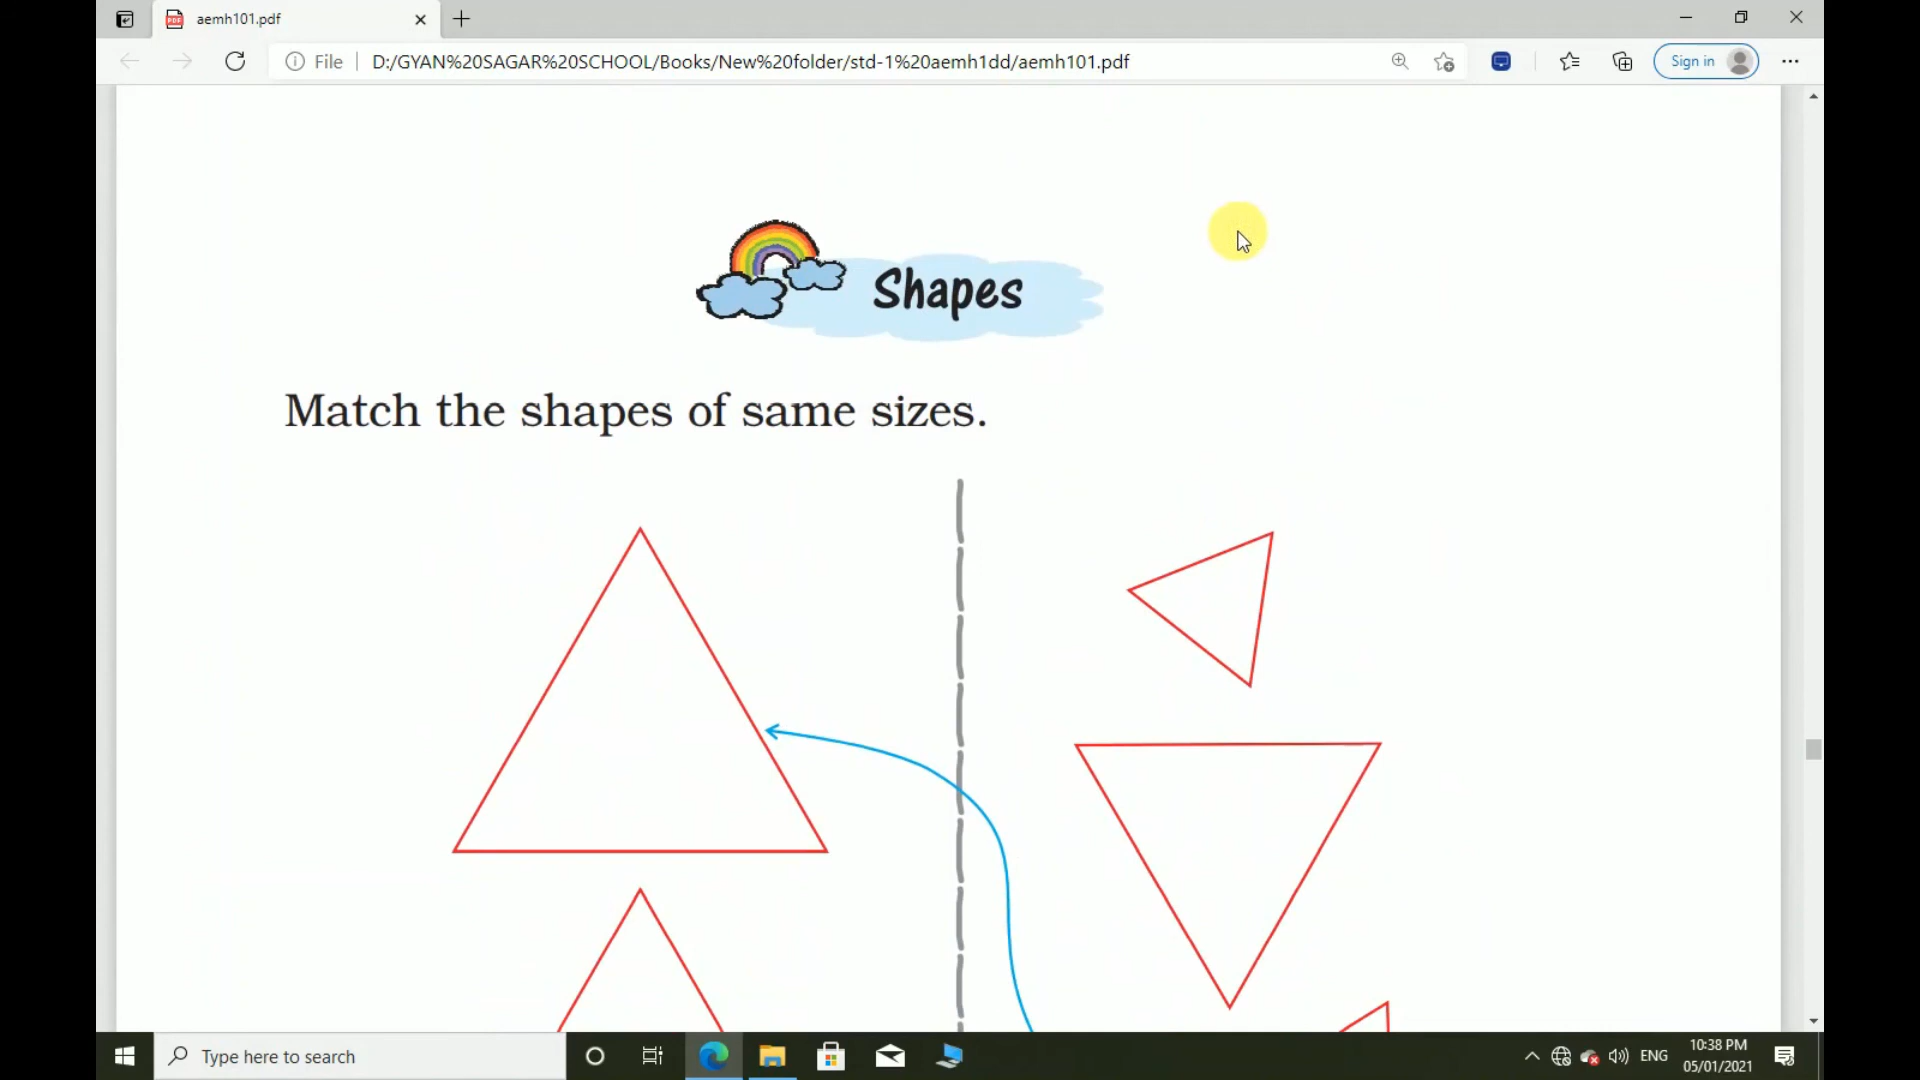 aemh101.pdf
File D:/GYAN%20SAGAR%20SCHOOL/Books/New%20folder/std-1%20aemh1dd/aemh101.pdf
Sign in
Shapes
Match the shapes of same sizes.
Type here to search
ENG
10:38 PM
05/01/2021